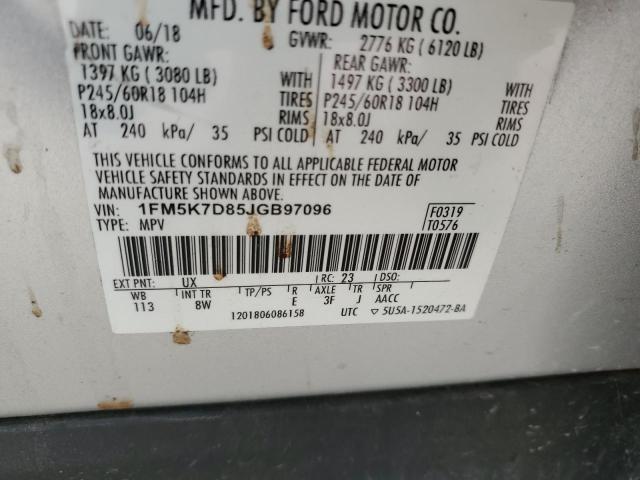 MFD. BY FORD MOTOR CO.
DATE: 06/18 GVWR: 2776 KG ( 6120 LB)
FRONT GAWR: REAR GAWR:
1397 KG ( 3080 LB) WITH 1497 KG ( 3300 LB) WITH
P245/60R18 104H TIRES P245/60R18 104H TIRES
18x8.0J RIMS 18x8.0J RIMS
AT 240 kPa/ 35 PSI COLD AT 240 kPa/ 35 PSI COLD
THIS VEHICLE CONFORMS TO ALL APPLICABLE FEDERAL MOTOR
VEHICLE SAFETY STANDARDS IN EFFECT ON THE DATE OF
MANUFACTURE SHOWN ABOVE.
VIN: 1FM5K7D85JGB97096 F0319
TYPE: MPV T0576
EXT PNT: UX RC: 23 DSO:
WB INT TR TP/PS R AXLE TR SPR
113 8W E 3F J AACC
1201806086158 UTC ▽ 5U5A-1520472-BA